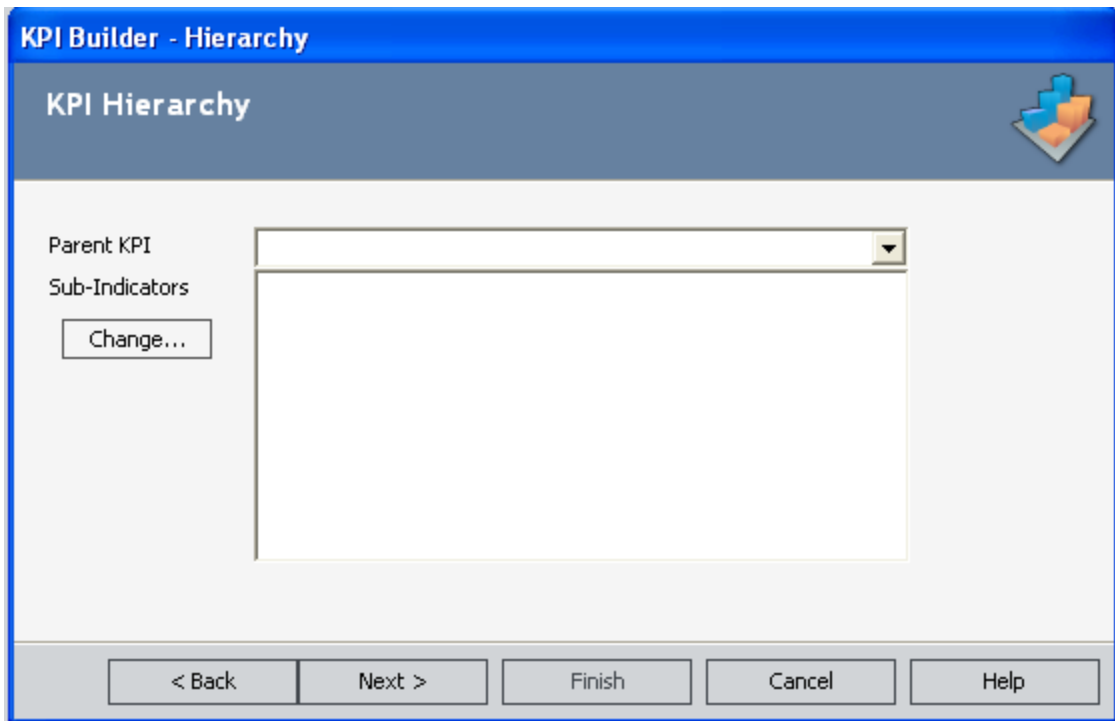 KPI Builder - Hierarchy
KPI Hierarchy
Parent KPI
Sub-Indicators
Change...
< Back Next > Finish Cancel Help